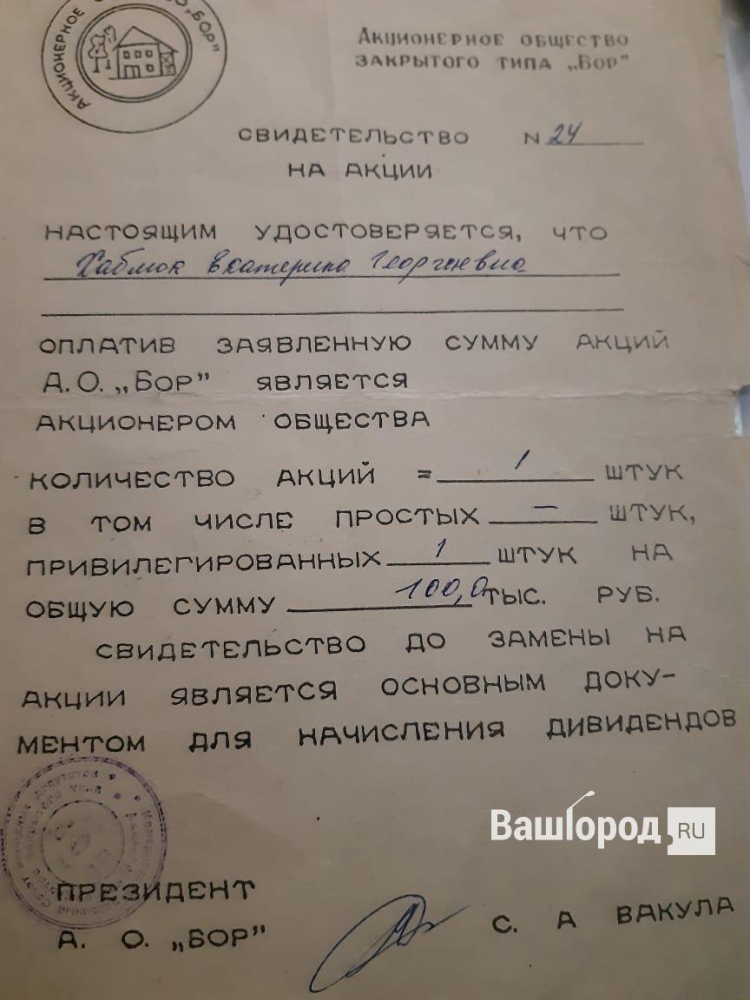 АКЦИОНЕРНОЕ "БОР"
АКЦИОНЕРНОЕ ОБЩЕСТВО
ЗАКРЫТОГО ТИПА „БОР"
СВИДЕТЕЛЬСТВО N 24
НА АКЦИИ
НАСТОЯЩИМ УДОСТОВЕРЯЕТСЯ, ЧТО
Хаблюк Екатерина Георгиевна
ОПЛАТИВ ЗАЯВЛЕННУЮ СУММУ АКЦИЙ
А.О. „БОР" ЯВЛЯЕТСЯ
АКЦИОНЕРОМ ОБЩЕСТВА
КОЛИЧЕСТВО АКЦИЙ = 1 ШТУК
В ТОМ ЧИСЛЕ ПРОСТЫХ — ШТУК,
ПРИВИЛЕГИРОВАННЫХ 1 ШТУК НА
ОБЩУЮ СУММУ 100,0 ТЫС. РУБ.
СВИДЕТЕЛЬСТВО ДО ЗАМЕНЫ НА
АКЦИИ ЯВЛЯЕТСЯ ОСНОВНЫМ ДОКУ-
МЕНТОМ ДЛЯ НАЧИСЛЕНИЯ ДИВИДЕНДОВ
ВашГород.RU
ПРЕЗИДЕНТ
А. О. „БОР" С. А ВАКУЛА